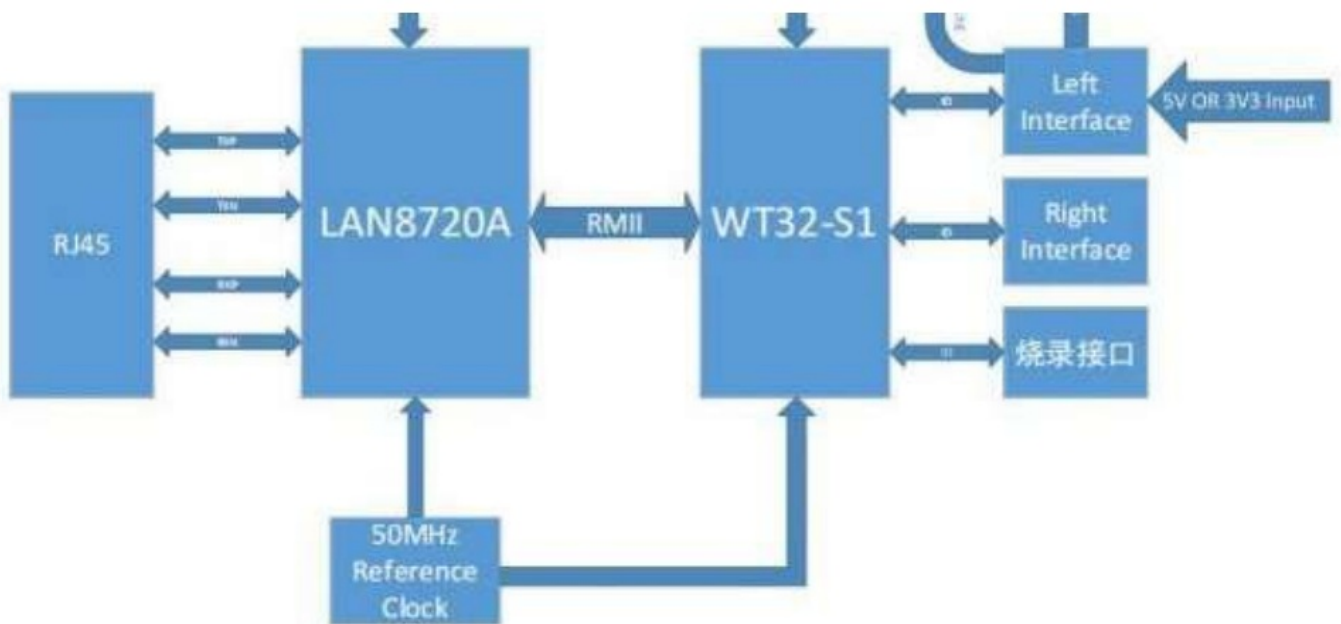 Left
Interface
5V OR 3V3 Input
RJ45
LAN8720A
RMII
WT32-S1
Right
Interface
烧录接口
50MHz
Reference
Clock